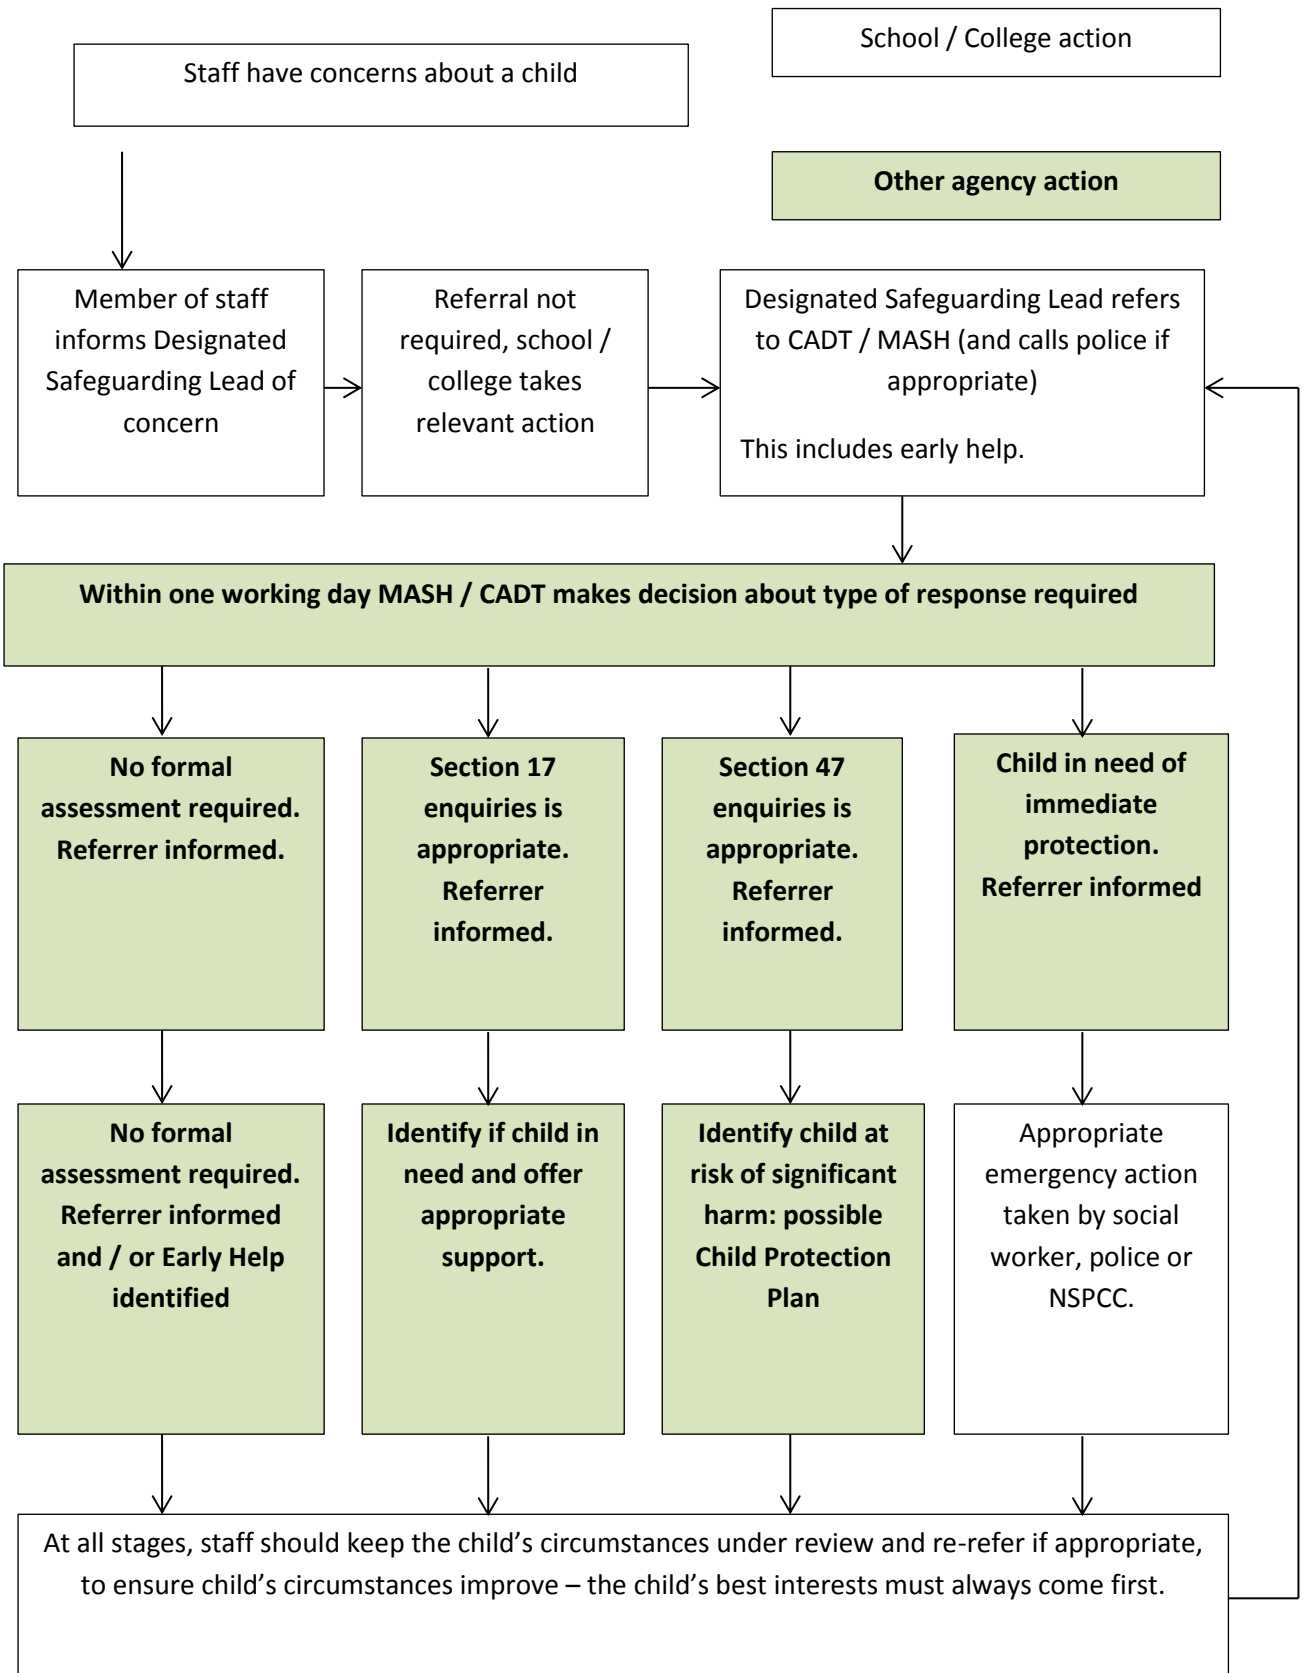 School / College action
Staff have concerns about a child
Other agency action
Member of staff
informs Designated
Safeguarding Lead of
concern
Referral not
required, school /
college takes
relevant action
Designated Safeguarding Lead refers
to CADT / MASH (and calls police if
appropriate)
This includes early help.
Within one working day MASH / CADT makes decision about type of response required
No formal
assessment required.
Referrer informed.
Section 17
enquiries is
appropriate.
Referrer
informed.
Section 47
enquiries is
appropriate.
Referrer
informed.
Child in need of
immediate
protection.
Referrer informed
No formal
assessment required.
Referrer informed
and / or Early Help
identified
Identify if child in
need and offer
appropriate
support.
Identify child at
risk of significant
harm: possible
Child Protection
Plan
Appropriate
emergency action
taken by social
worker, police or
NSPCC.
At all stages, staff should keep the child’s circumstances under review and re-refer if appropriate,
to ensure child’s circumstances improve – the child’s best interests must always come first.